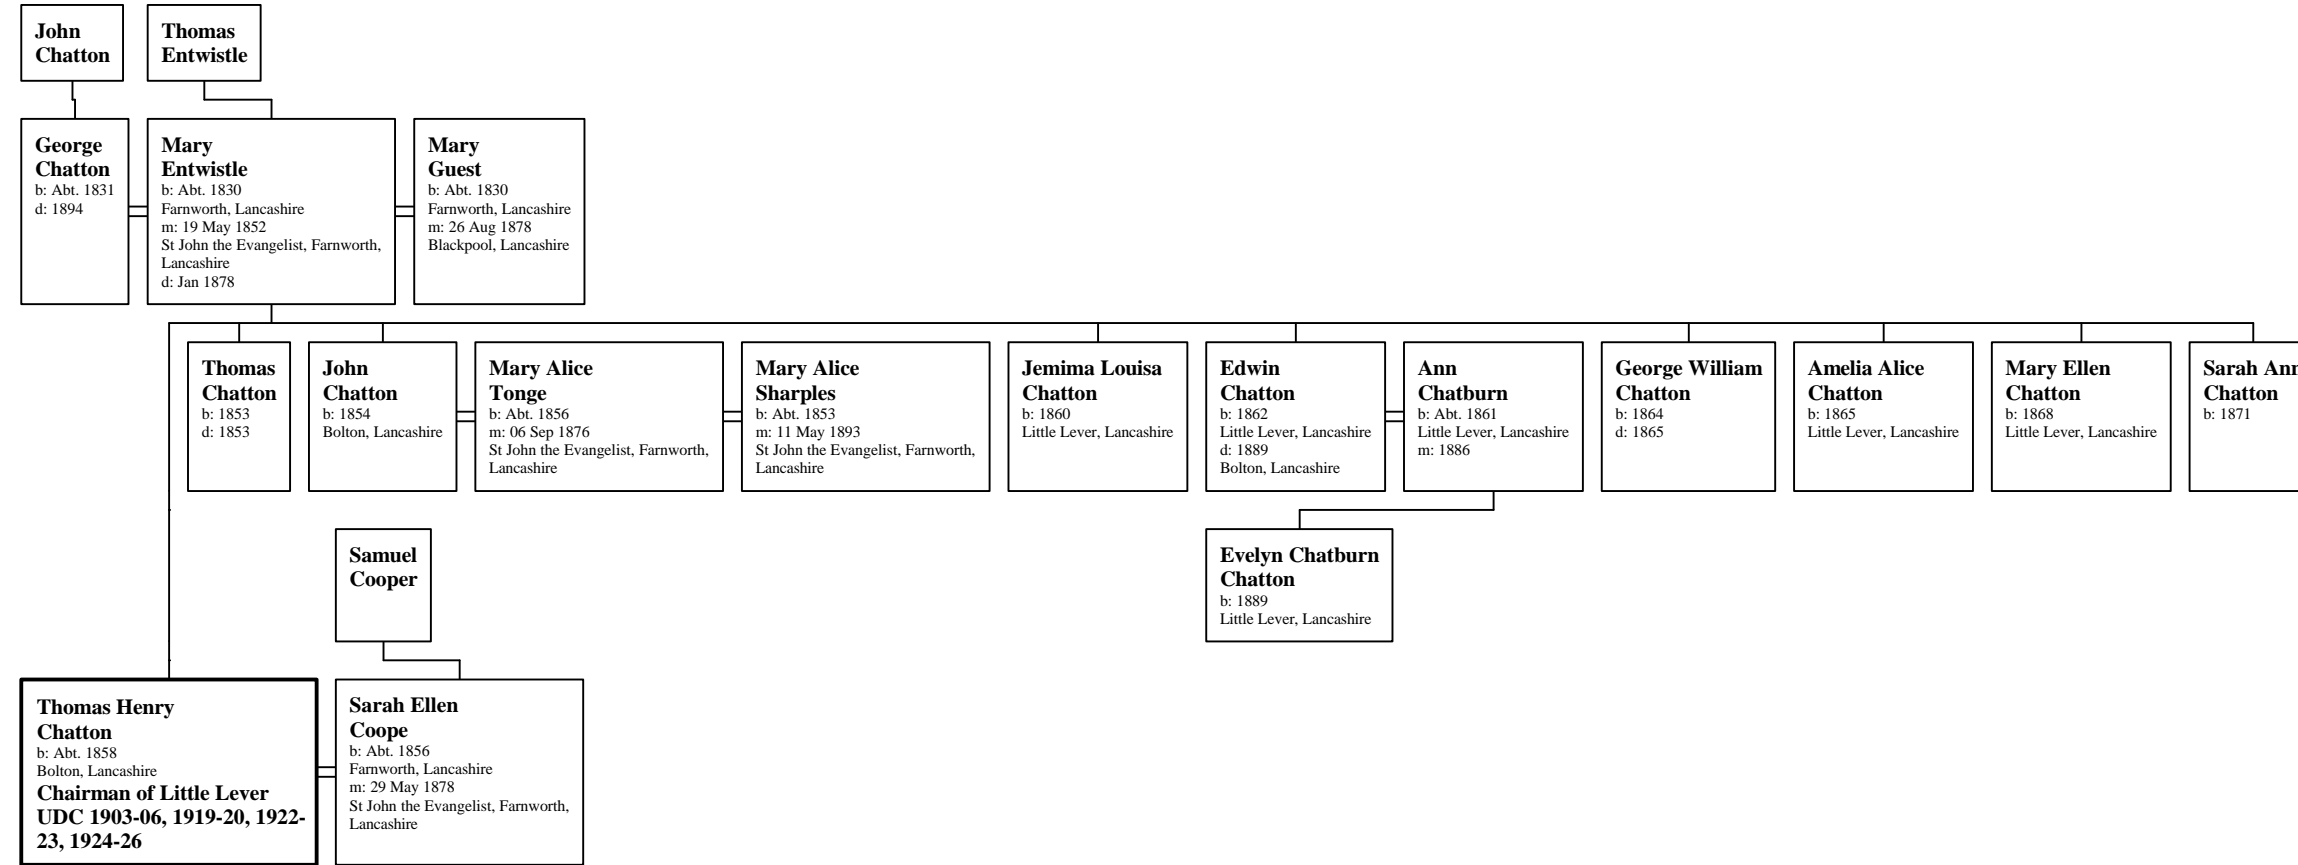 John
Chatton
Thomas
Entwistle
George
Chatton
b: Abt. 1831
d: 1894
Mary
Entwistle
b: Abt. 1830
Farnworth, Lancashire
m: 19 May 1852
St John the Evangelist, Farnworth,
Lancashire
d: Jan 1878
Mary
Guest
b: Abt. 1830
Farnworth, Lancashire
m: 26 Aug 1878
Blackpool, Lancashire
Thomas
Chatton
b: 1853
d: 1853
John
Chatton
b: 1854
Bolton, Lancashire
Mary Alice
Tonge
b: Abt. 1856
m: 06 Sep 1876
St John the Evangelist, Farnworth,
Lancashire
Mary Alice
Sharples
b: Abt. 1853
m: 11 May 1893
St John the Evangelist, Farnworth,
Lancashire
Jemima Louisa
Chatton
b: 1860
Little Lever, Lancashire
Edwin
Chatton
b: 1862
Little Lever, Lancashire
d: 1889
Bolton, Lancashire
Ann
Chatburn
b: Abt. 1861
Little Lever, Lancashire
m: 1886
George William
Chatton
b: 1864
d: 1865
Amelia Alice
Chatton
b: 1865
Little Lever, Lancashire
Mary Ellen
Chatton
b: 1868
Little Lever, Lancashire
Sarah Ann
Chatton
b: 1871
Samuel
Cooper
Evelyn Chatburn
Chatton
b: 1889
Little Lever, Lancashire
Thomas Henry
Chatton
b: Abt. 1858
Bolton, Lancashire
Chairman of Little Lever
UDC 1903-06, 1919-20, 1922-
23, 1924-26
Sarah Ellen
Coope
b: Abt. 1856
Farnworth, Lancashire
m: 29 May 1878
St John the Evangelist, Farnworth,
Lancashire